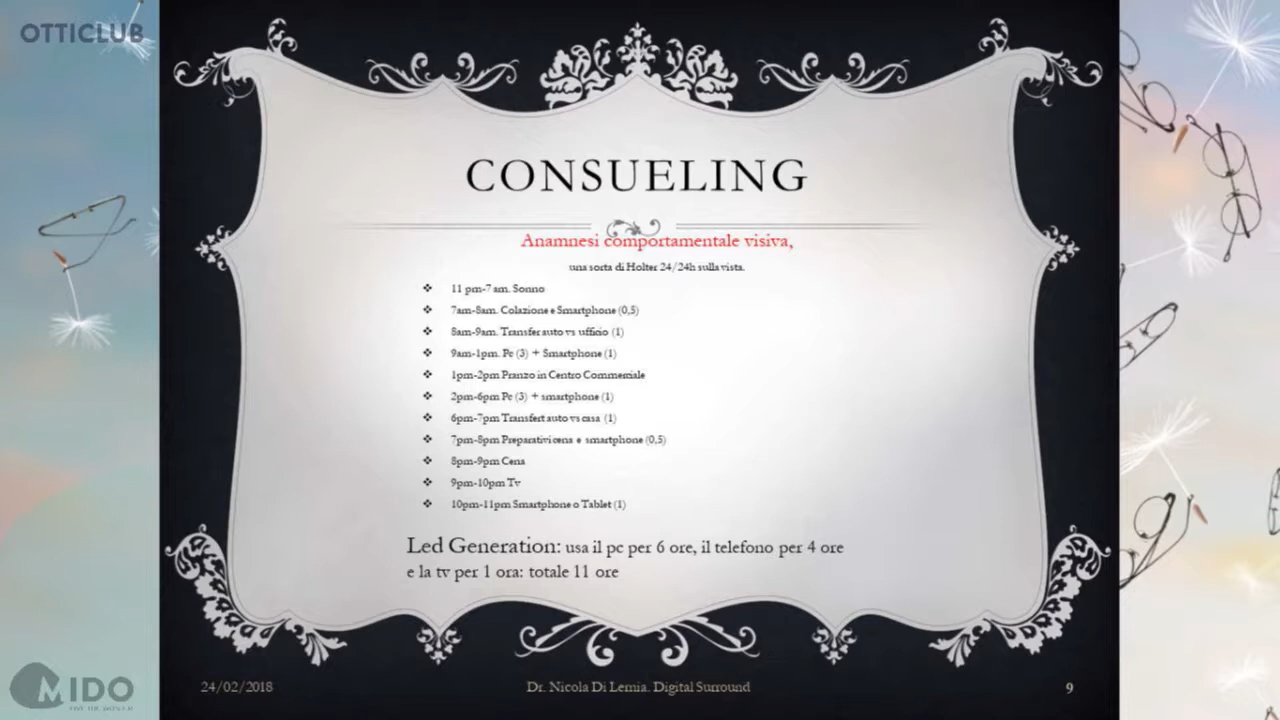 OTTICLUB
CONSUELING
Anamnesi comportamentale visiva,
una sorta di Holter 24/24h sulla vista.
11 pm-7 am. Sonno
7am-8am. Colazione e Smartphone (0,5)
8am-9am. Transfer auto vs ufficio (1)
9am-1pm. Pc (3) + Smartphone (1)
1pm-2pm Pranzo in Centro Commerciale
2pm-6pm Pc (3) + smartphone (1)
6pm-7pm Transfert auto vs casa (1)
7pm-8pm Preparativi cena e smartphone (0,5)
8pm-9pm Cena
9pm-10pm Tv
10pm-11pm Smartphone o Tablet (1)
Led Generation: usa il pc per 6 ore, il telefono per 4 ore
e la tv per 1 ora: totale 11 ore
MIDO
24/02/2018
Dr. Nicola Di Lernia. Digital Surround
9